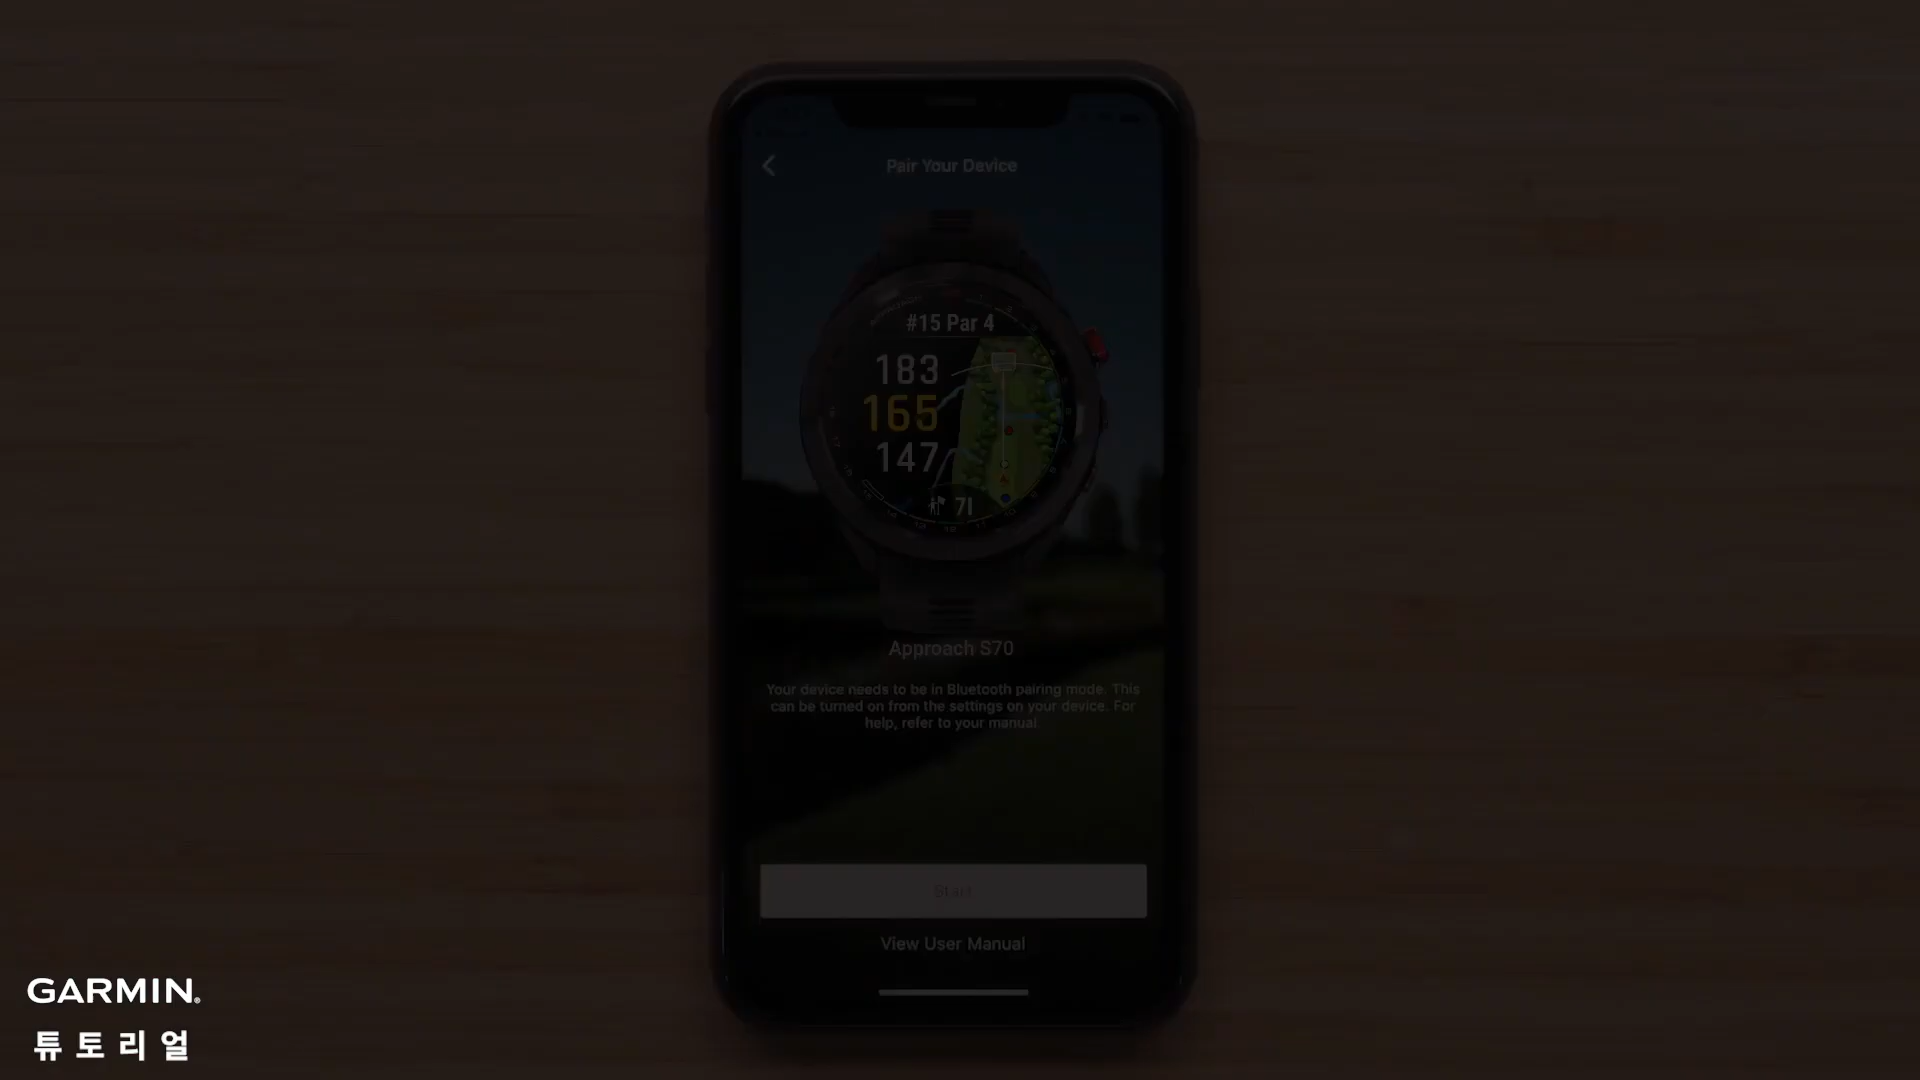 Pair Your Device
#15 Par 4
183
165
147
7I
Approach S70
Your device needs to be in Bluetooth pairing mode. This
can be turned on from the settings on your device. For
help, refer to your manual.
Start
View User Manual
GARMIN®
튜토리얼